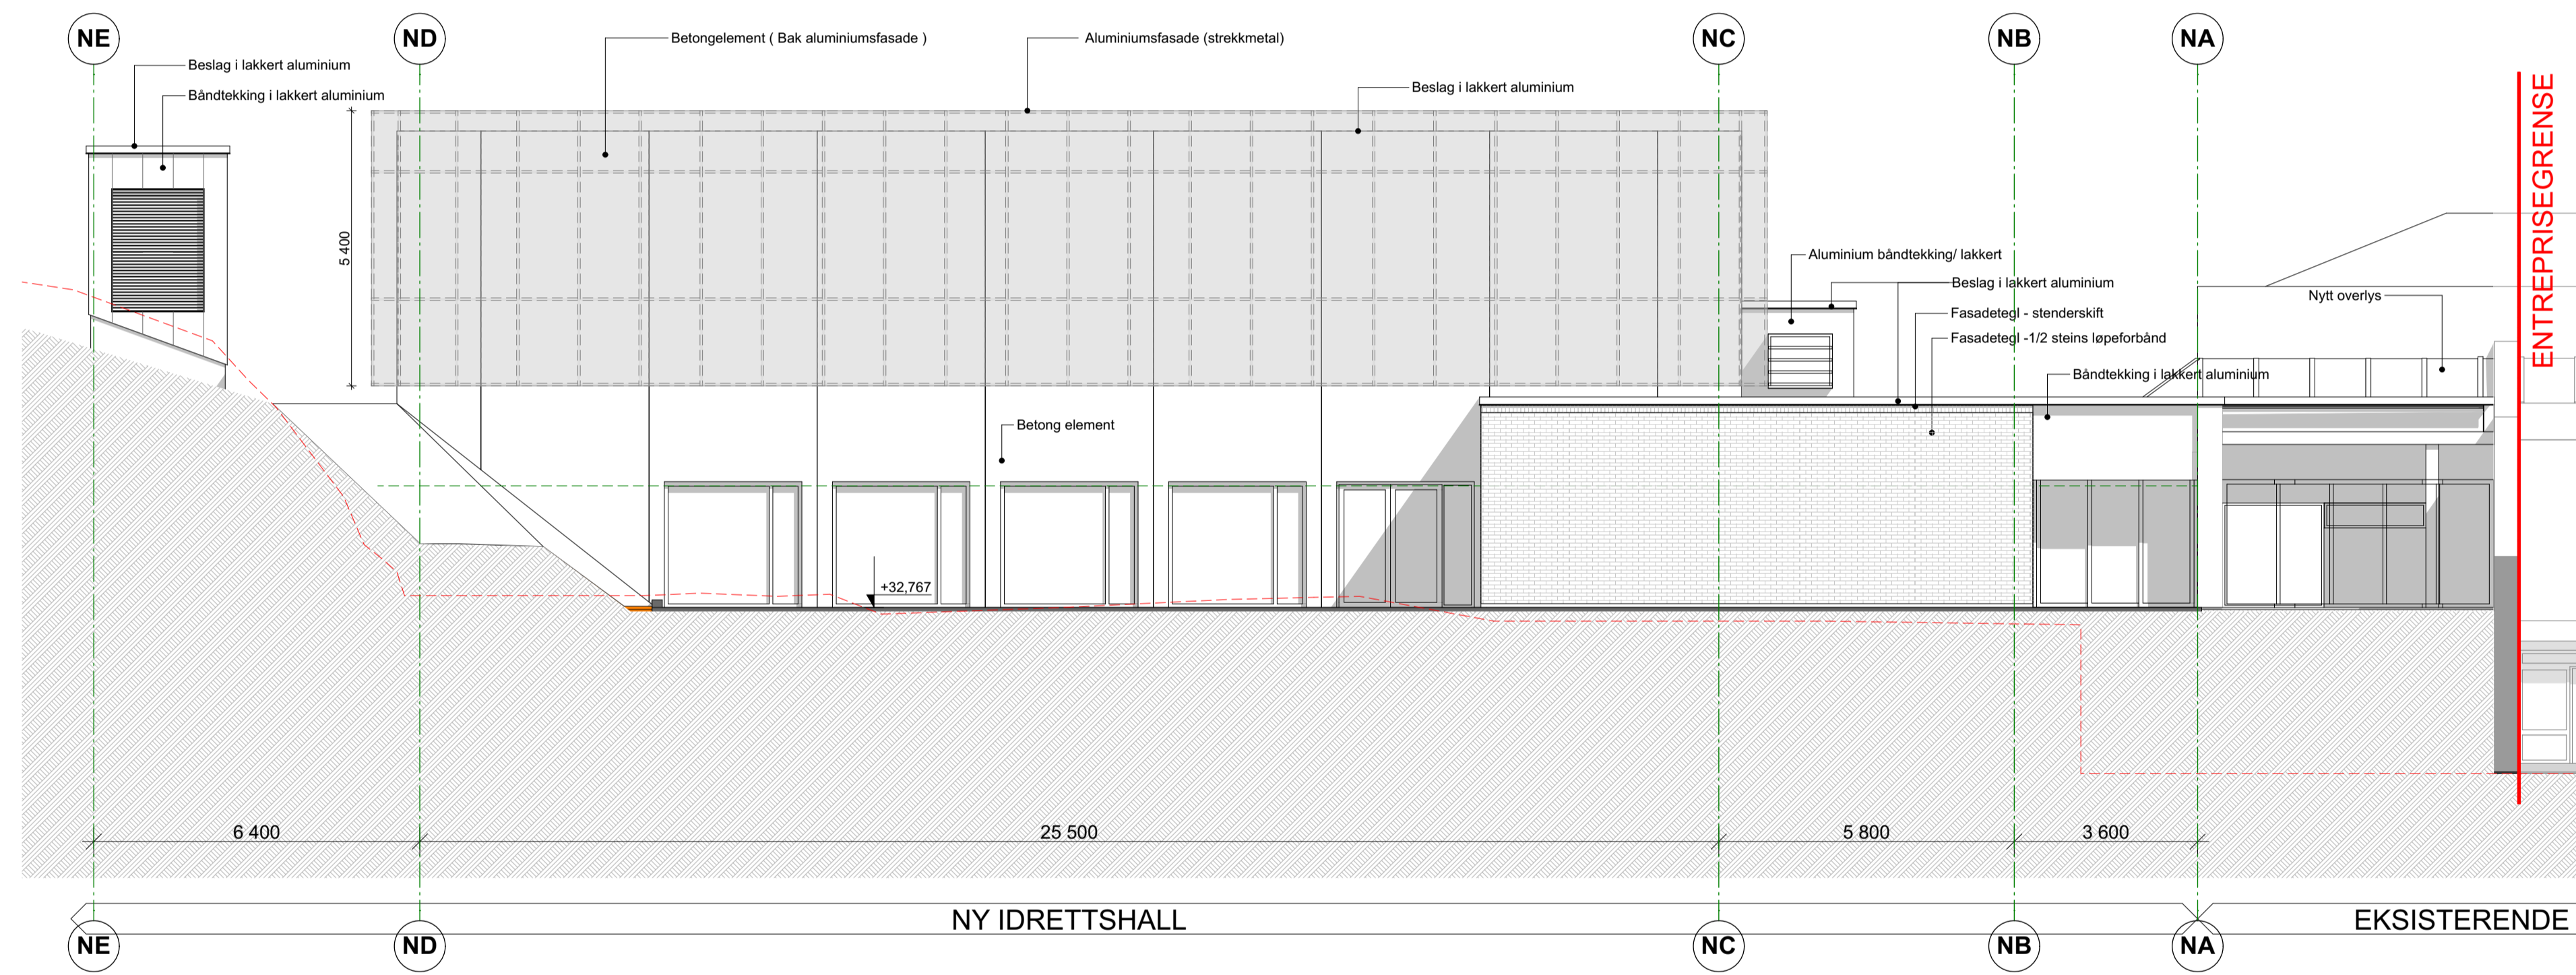 NE
ND
NC
NB
NA
Betongelement ( Bak aluminiumsfasade )
Aluminiumsfasade (strekkmetal)
Beslag i lakkert aluminium
Båndtekking i lakkert aluminium
Beslag i lakkert aluminium
ENTREPRISEGRENSE
5 400
Aluminium båndtekking/ lakkert
Beslag i lakkert aluminium
Nytt overlys
Fasadetegl - stenderskift
Fasadetegl -1/2 steins løpeforbånd
Båndtekking i lakkert aluminium
Betong element
+32,767
6 400
25 500
5 800
3 600
NY IDRETTSHALL
EKSISTERENDE
NE
ND
NC
NB
NA